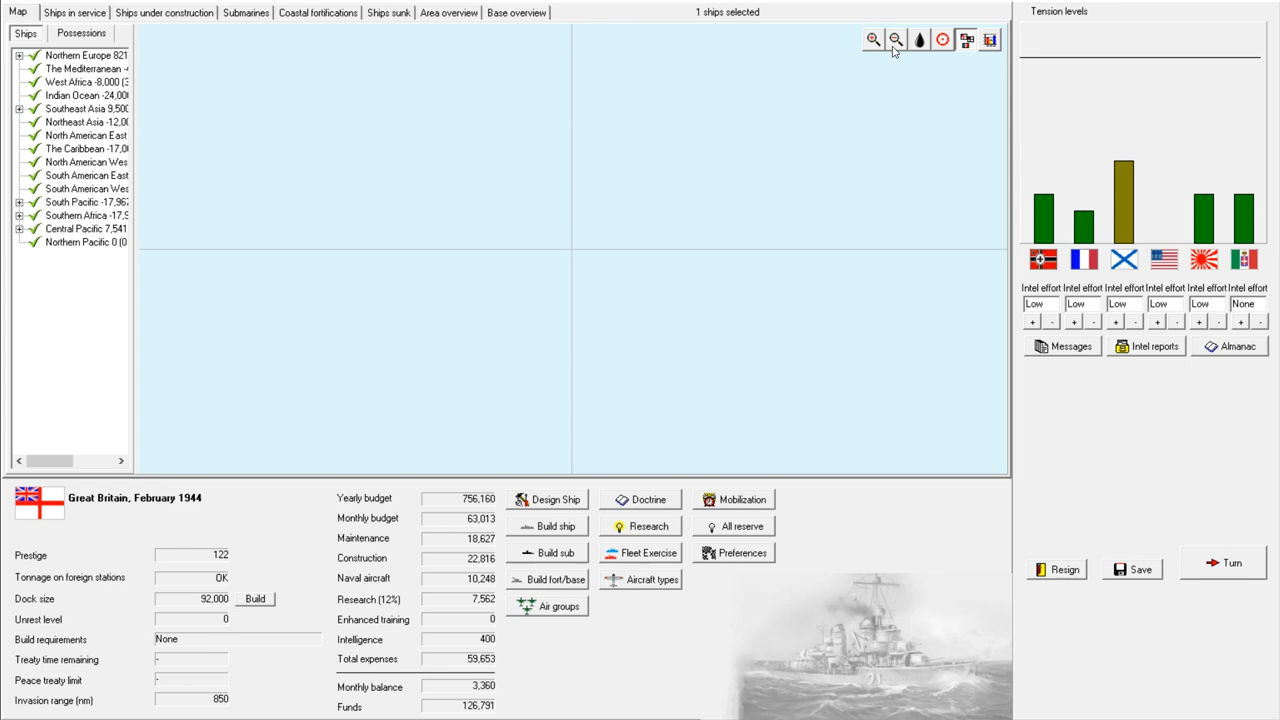 Map Ships in service Ships under construction Submarines Coastal fortifications Ships sunk Area overview Base overview 1 ships selected Tension levels
Ships Possessions
Northern Europe 821
The Mediterranean -
West Africa -8,000 (3
Indian Ocean -24,00
Southeast Asia 9,500
Northeast Asia -12,0
North American East
The Caribbean -17,0
North American Wes
South American East
South American Wes
South Pacific -17,967
Southern Africa -17,9
Central Pacific 7,541
Northern Pacific 0 (0
Intel effort Intel effort Intel effort Intel effort Intel effort Intel effort
Low Low Low Low Low None
+ - + - + - + - + - + -
Messages Intel reports Almanac
Great Britain, February 1944
Prestige 122
Tonnage on foreign stations OK
Dock size 92,000 Build
Unrest level 0
Build requirements None
Treaty time remaining -
Peace treaty limit -
Invasion range (nm) 850
Yearly budget 756,160
Monthly budget 63,013
Maintenance 18,627
Construction 22,816
Naval aircraft 10,248
Research (12%) 7,562
Enhanced training 0
Intelligence 400
Total expenses 59,653
Monthly balance 3,360
Funds 126,791
Design Ship Doctrine Mobilization
Build ship Research All reserve
Build sub Fleet Exercise Preferences
Build fort/base Aircraft types
Air groups
Resign Save Turn